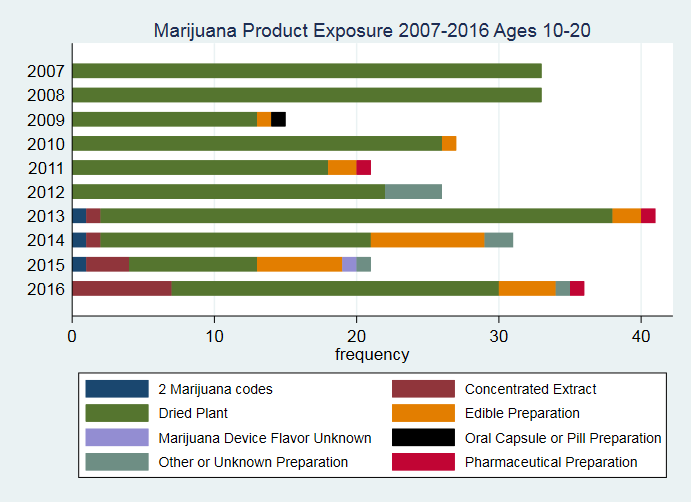 Marijuana Product Exposure 2007-2016 Ages 10-20
2007
2008
2009
2010
2011
2012
2013
2014
2015
2016
0 10 20 30 40
frequency
2 Marijuana codes Concentrated Extract
Dried Plant Edible Preparation
Marijuana Device Flavor Unknown Oral Capsule or Pill Preparation
Other or Unknown Preparation Pharmaceutical Preparation